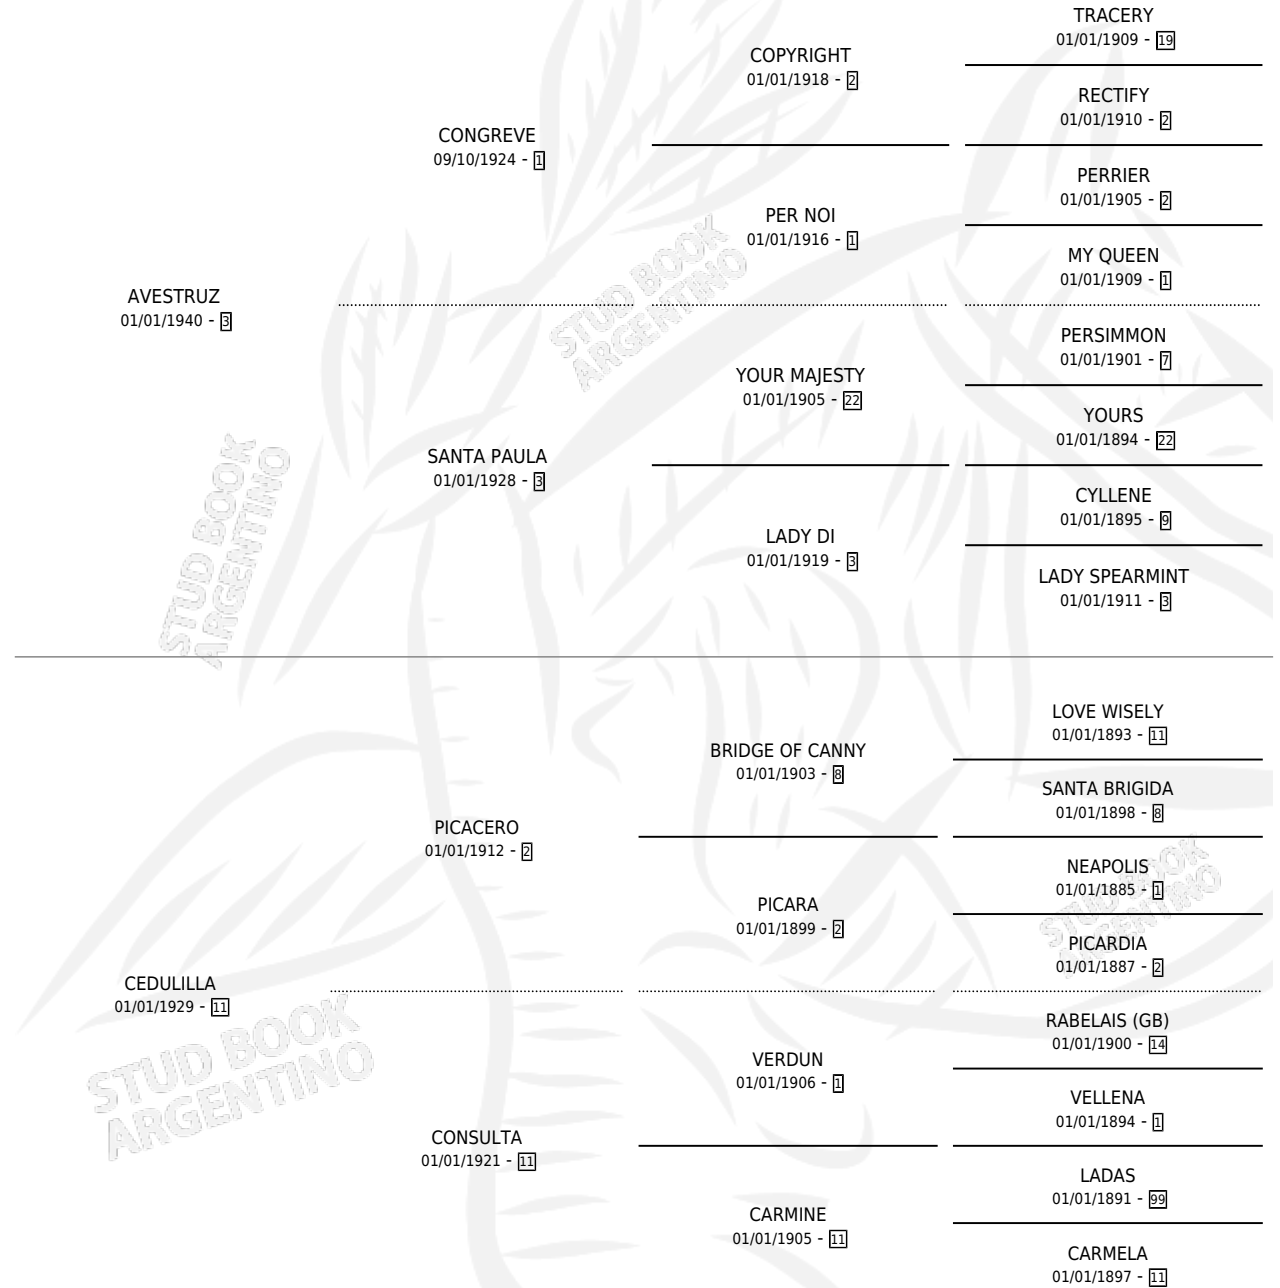 TRACERY
01/01/1909 - 19
COPYRIGHT
01/01/1918 - 2
RECTIFY
01/01/1910 - 2
CONGREVE
09/10/1924 - 1
PERRIER
01/01/1905 - 2
PER NOI
01/01/1916 - 1
MY QUEEN
01/01/1909 - 1
AVESTRUZ
01/01/1940 - 3
STUD BOOK
ARGENTINO
PERSIMMON
01/01/1901 - 7
YOUR MAJESTY
01/01/1905 - 22
YOURS
01/01/1894 - 22
SANTA PAULA
01/01/1928 - 3
CYLLENE
01/01/1895 - 9
LADY DI
01/01/1919 - 3
LADY SPEARMINT
01/01/1911 - 3
STUD BOOK
ARGENTINO
LOVE WISELY
01/01/1893 - 11
BRIDGE OF CANNY
01/01/1903 - 8
SANTA BRIGIDA
01/01/1898 - 8
PICACERO
01/01/1912 - 2
NEAPOLIS
01/01/1885 - 1
PICARA
01/01/1899 - 2
PICARDIA
01/01/1887 - 2
STUD BOOK
ARGENTINO
CEDULILLA
01/01/1929 - 11
RABELAIS (GB)
01/01/1900 - 14
VERDUN
01/01/1906 - 1
VELLENA
01/01/1894 - 1
STUD BOOK
ARGENTINO
CONSULTA
01/01/1921 - 11
LADAS
01/01/1891 - 99
CARMINE
01/01/1905 - 11
CARMELA
01/01/1897 - 11